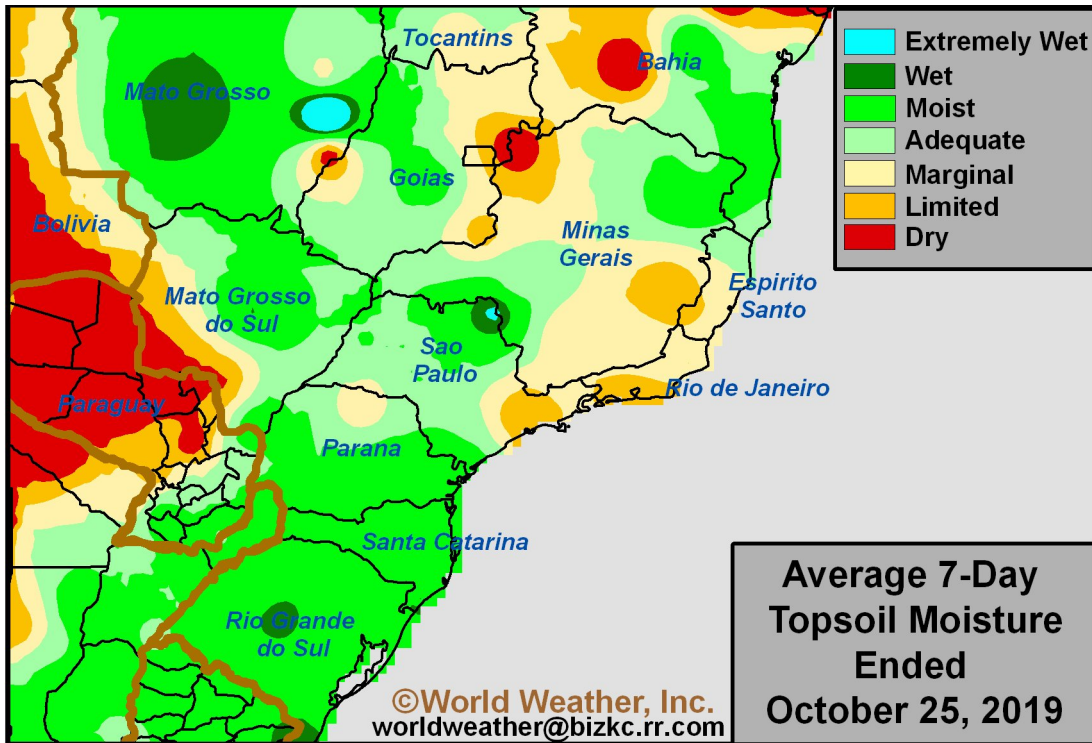 Tocantins
Bahia
Mato Grosso
Goias
Bolivia
Minas
Gerais
Mato Grosso
do Sul
Espirito
Santo
Sao
Paulo
Rio de Janeiro
Paraguay
Parana
Santa Catarina
Rio Grande
do Sul
Extremely Wet
Wet
Moist
Adequate
Marginal
Limited
Dry
Average 7-Day
Topsoil Moisture
Ended
October 25, 2019
©World Weather, Inc.
worldweather@bizkc.rr.com